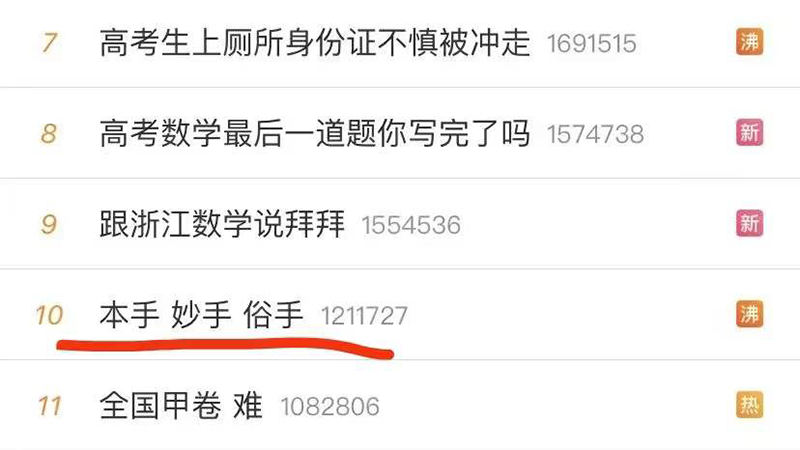 7 高考生上厕所身份证不慎被冲走 1691515 沸
8 高考数学最后一道题你写完了吗 1574738 新
9 跟浙江数学说拜拜 1554536 新
10 本手 妙手 俗手 1211727 沸
11 全国甲卷 难 1082806 热